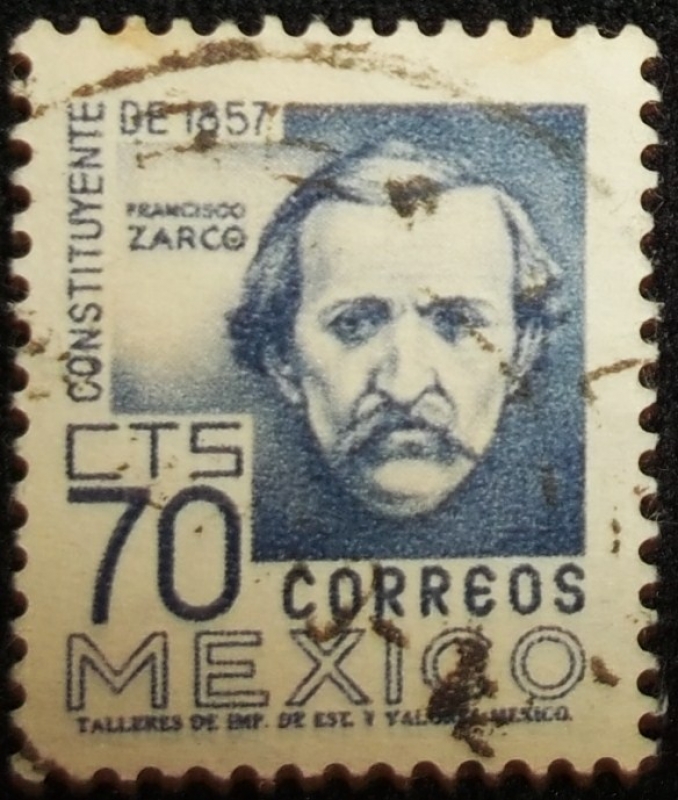 CONSTITUYENTE
DE 1857
FRANCISCO
ZARCO
CTS
70
CORREOS
MEXICO
TALLERES DE IMP. DE EST. Y VALORES-MEXICO.